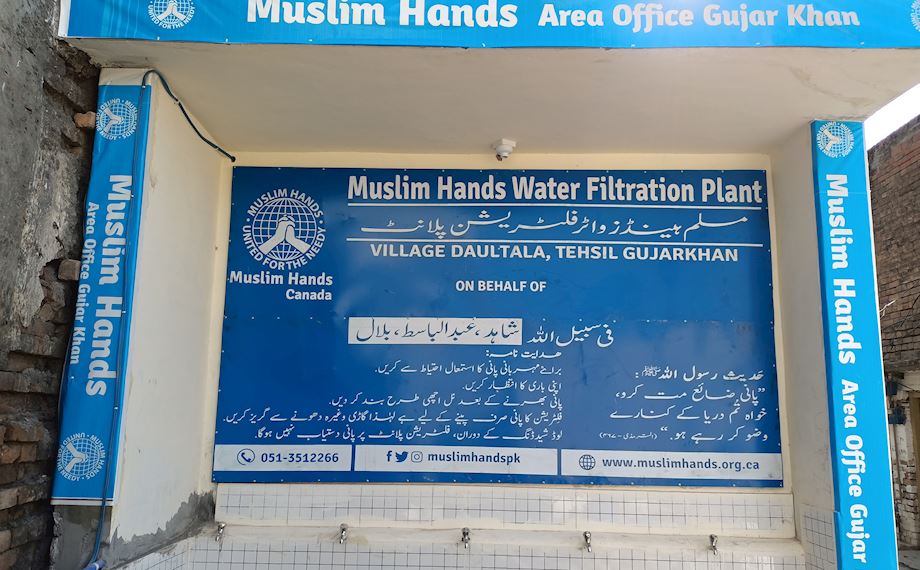 Muslim Hands Area Office Gujar Khan
UNITED FOR THE NEEDY
Muslim Hands
Area Office Gujar Khan
MUSLIM HANDS
UNITED FOR THE NEEDY
Muslim Hands
Canada
Muslim Hands Water Filtration Plant
مسلم ہینڈز واٹر فلٹریشن پلانٹ
VILLAGE DAULTALA, TEHSIL GUJARKHAN
ON BEHALF OF
فی سبیل اللہ شاہد، عبدالباسط، بلال
ھدایت نامہ:
برائے مہربانی پانی کا استعمال احتیاط سے کریں۔
اپنی باری کا انتظار کریں۔
پانی بھرنے کے بعد نل اچھی طرح بند کر دیں۔
فلٹریشن کا پانی صرف پینے کے لیے ہے لہٰذا گاڑی وغیرہ دھونے سے گریز کریں۔
لوڈ شیڈنگ کے دوران، فلٹریشن پلانٹ پر پانی دستیاب نہیں ہوگا۔
حدیث رسول اللہ ﷺ:
”پانی ضائع مت کرو،
خواہ تم دریا کے کنارے
وضو کر رہے ہو۔“
051-3512266
muslimhandspk
www.muslimhands.org.ca
Muslim Hands Area Office Gujar